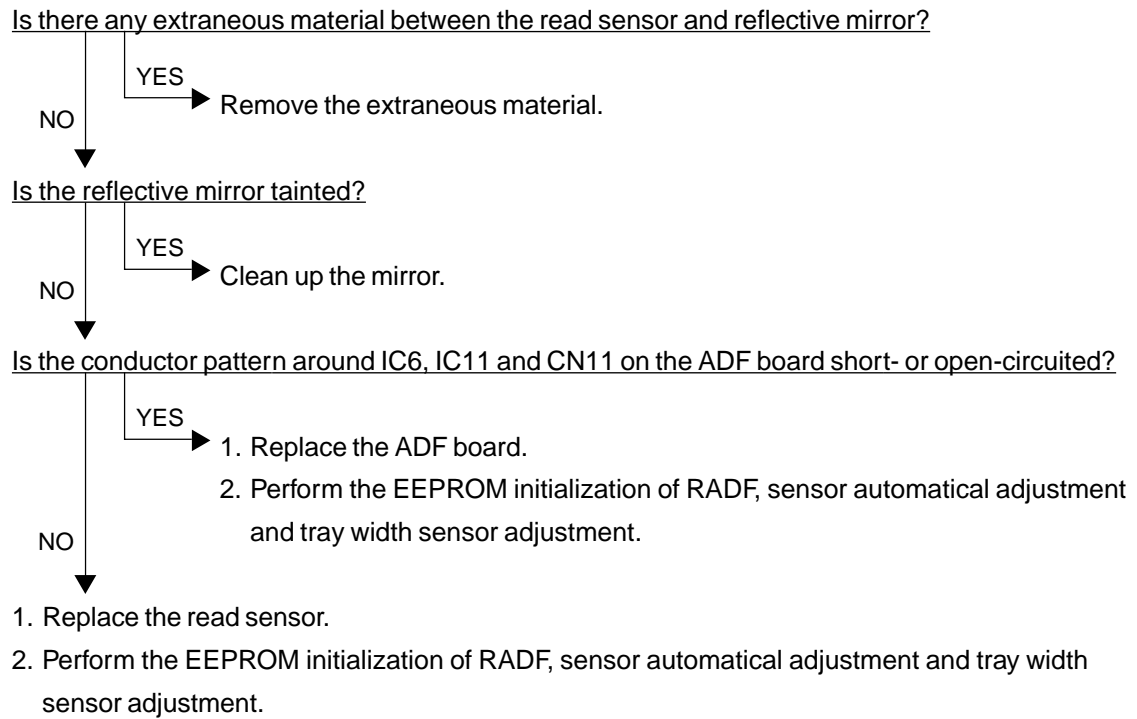 Is there any extraneous material between the read sensor and reflective mirror?
YES
Remove the extraneous material.
NO
Is the reflective mirror tainted?
YES
Clean up the mirror.
NO
Is the conductor pattern around IC6, IC11 and CN11 on the ADF board short- or open-circuited?
YES
1. Replace the ADF board.
2. Perform the EEPROM initialization of RADF, sensor automatical adjustment
and tray width sensor adjustment.
NO
1. Replace the read sensor.
2. Perform the EEPROM initialization of RADF, sensor automatical adjustment and tray width
sensor adjustment.